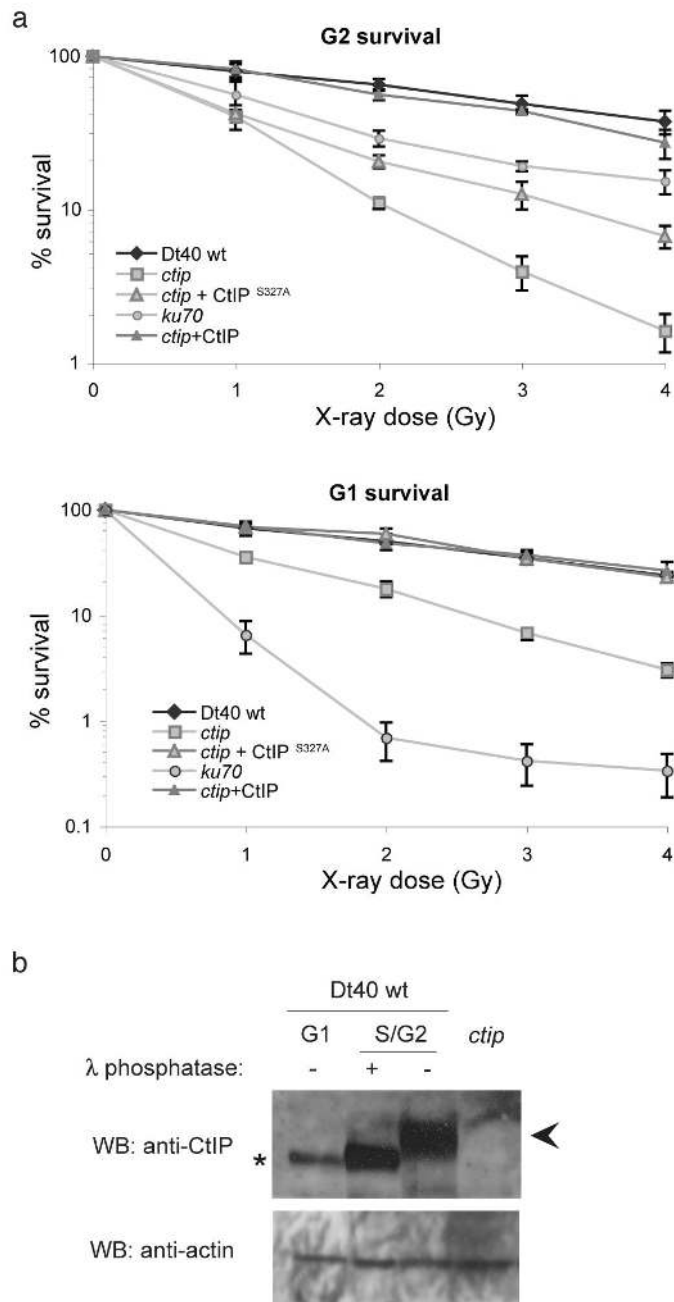 a
G2 survival
100
10
1
% survival
Dt40 wt
ctip
ctip + CtIP S327A
ku70
ctip+CtIP
0 1 2 3 4
X-ray dose (Gy)
G1 survival
100
10
1
0.1
% survival
Dt40 wt
ctip
ctip + CtIP S327A
ku70
ctip+CtIP
0 1 2 3 4
X-ray dose (Gy)
b
Dt40 wt
G1 S/G2 ctip
λ phosphatase: - + -
WB: anti-CtIP *
WB: anti-actin